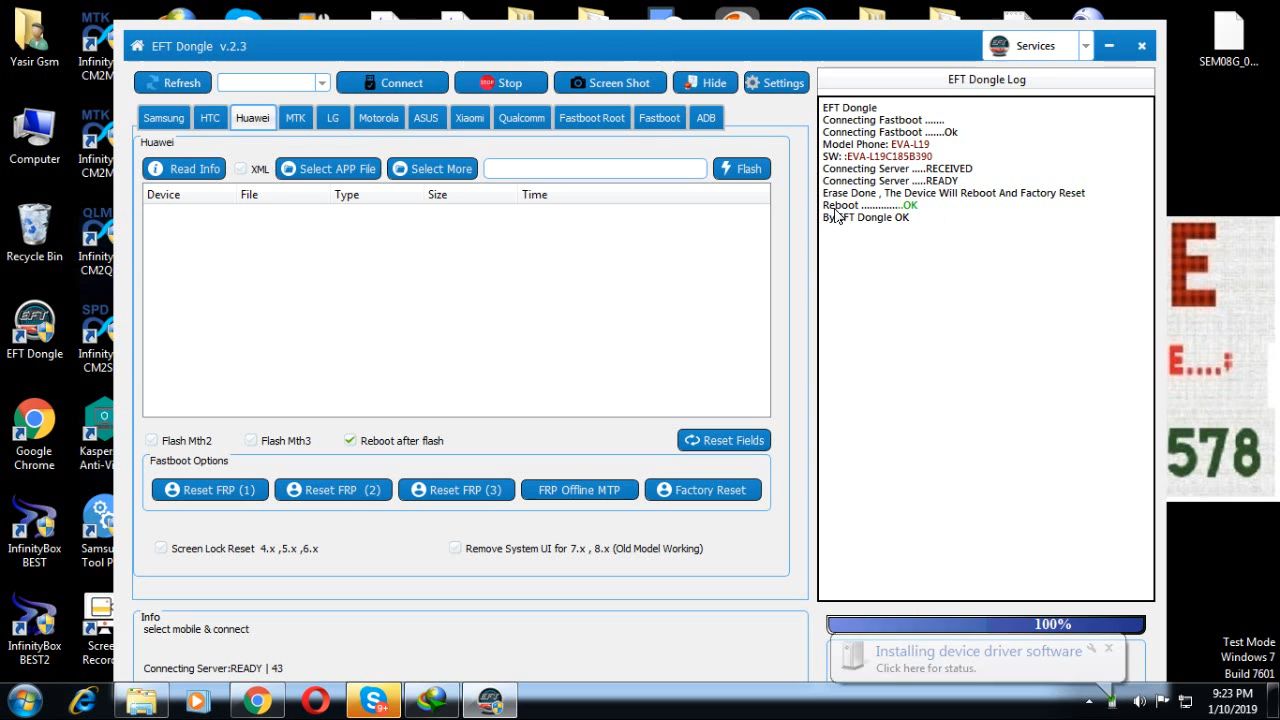 Yasir Gsm
MTK
Infinity
CM2M
SEM08G_0...
EFT Dongle v.2.3
Services
Refresh
Connect
STOP
Stop
Screen Shot
Hide
Settings
EFT Dongle Log
Samsung
HTC
Huawei
MTK
LG
Motorola
ASUS
Xiaomi
Qualcomm
Fastboot Root
Fastboot
ADB
Huawei
Read Info
XML
Select APP File
Select More
Flash
Device
File
Type
Size
Time
EFT Dongle
Connecting Fastboot .......
Connecting Fastboot .......Ok
Model Phone: EVA-L19
SW: :EVA-L19C185B390
Connecting Server .....RECEIVED
Connecting Server .....READY
Erase Done , The Device Will Reboot And Factory Reset
Reboot ..............OK
By EFT Dongle OK
Computer
MTK
Infinity
CM2M
Recycle Bin
QLM
Infinity
CM2Q
EFT
EFT Dongle
SPD
Infinity
CM2S
Google
Chrome
Kaspe
Anti-Vi
InfinityBox
BEST
Samsu
Tool P
InfinityBox
BEST2
Scree
Record
Flash Mth2
Flash Mth3
Reboot after flash
Reset Fields
Fastboot Options
Reset FRP (1)
Reset FRP (2)
Reset FRP (3)
FRP Offline MTP
Factory Reset
Screen Lock Reset 4.x ,5.x ,6.x
Remove System UI for 7.x , 8.x (Old Model Working)
Info
select mobile & connect
Connecting Server:READY | 43
100%
Installing device driver software
Click here for status.
E
E....;
578
Test Mode
Windows 7
Build 7601
9+
9:23 PM
1/10/2019